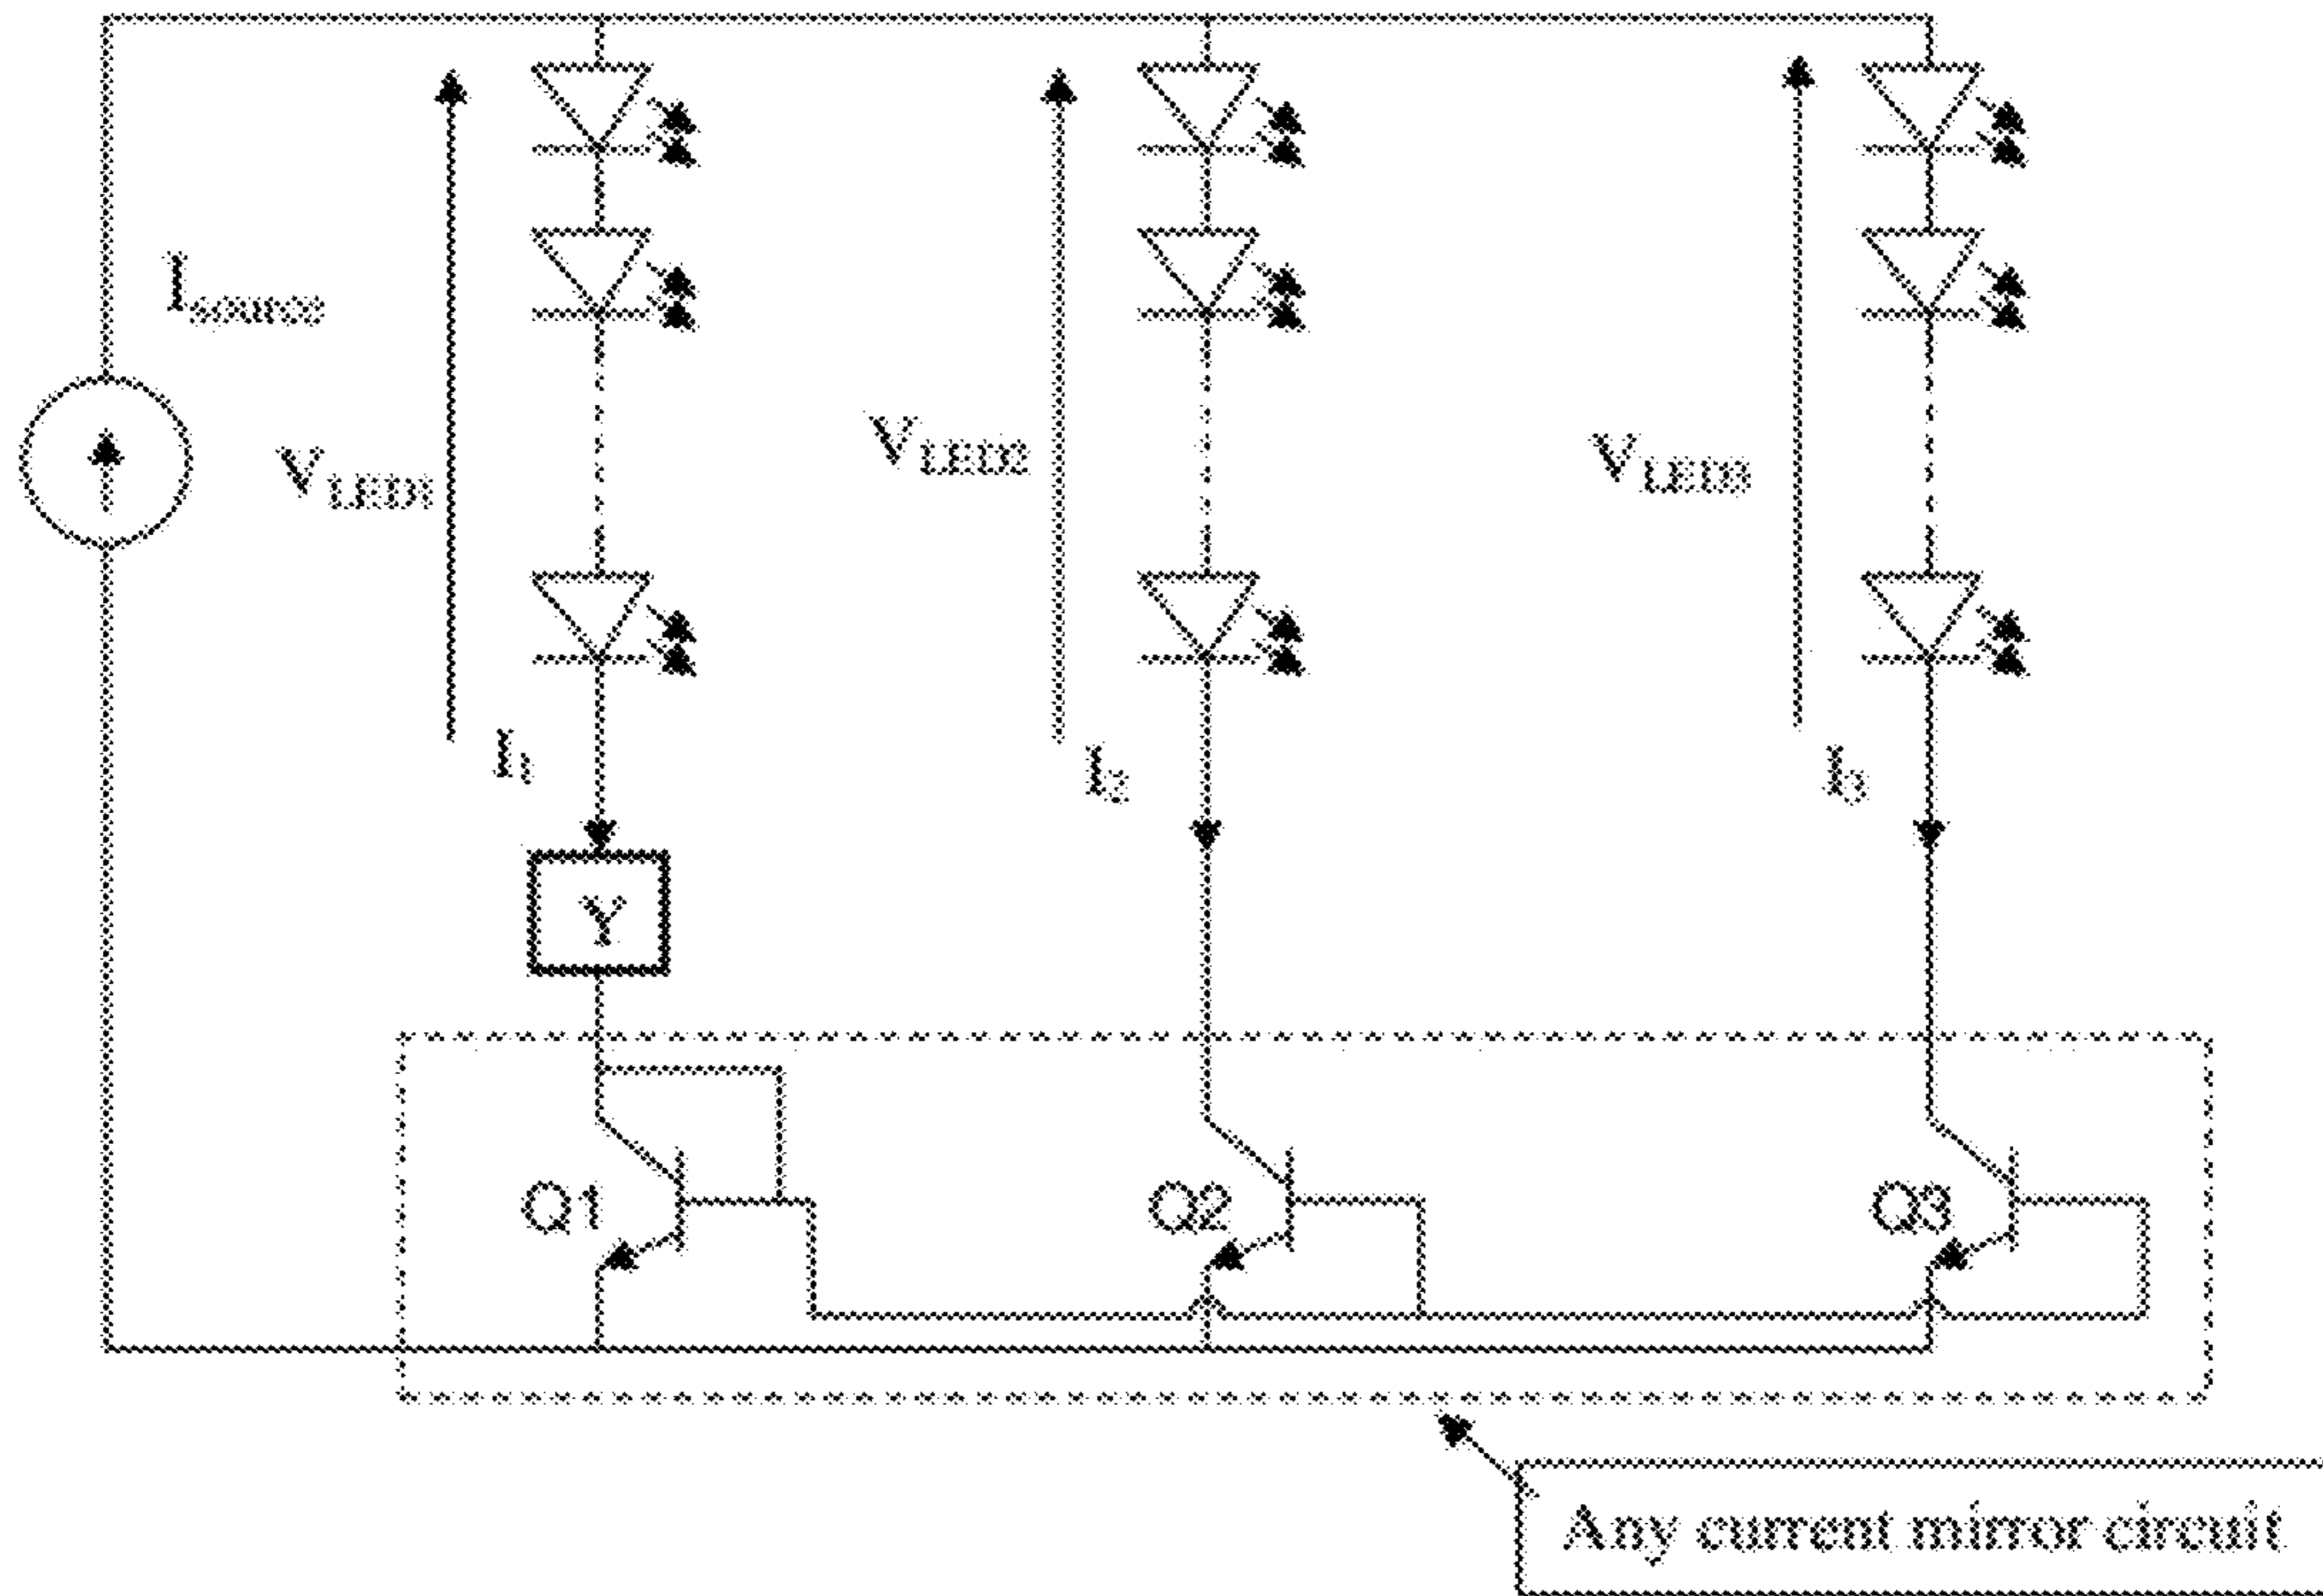 Isource
VLED1
VLED2
VLED3
I1
I2
I3
Y
Q1
Q2
Q3
Any current mirror circuit